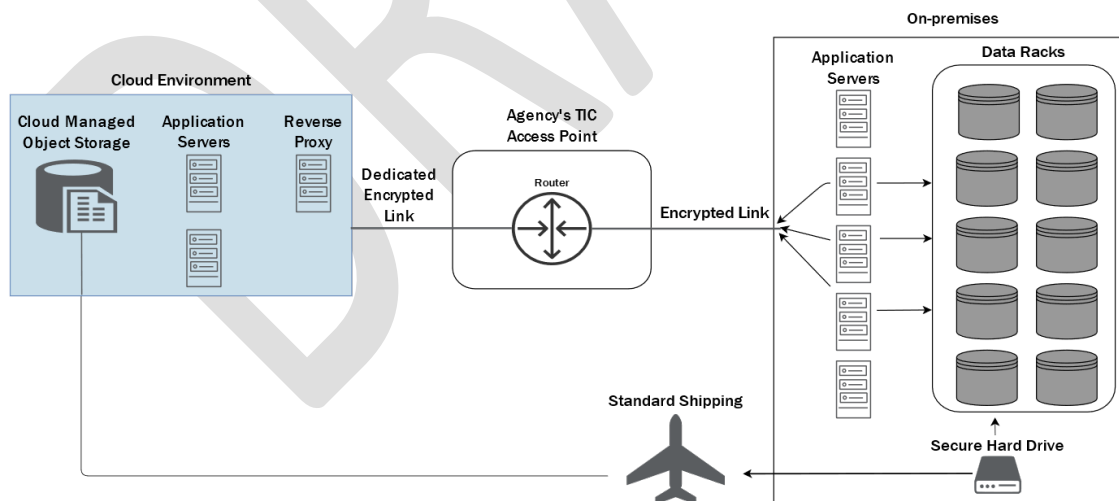 On-premises
Cloud Environment
Cloud Managed
Object Storage
Application
Servers
Reverse
Proxy
Dedicated
Encrypted
Link
Agency's TIC
Access Point
Router
Encrypted Link
Application
Servers
Data Racks
Standard Shipping
Secure Hard Drive